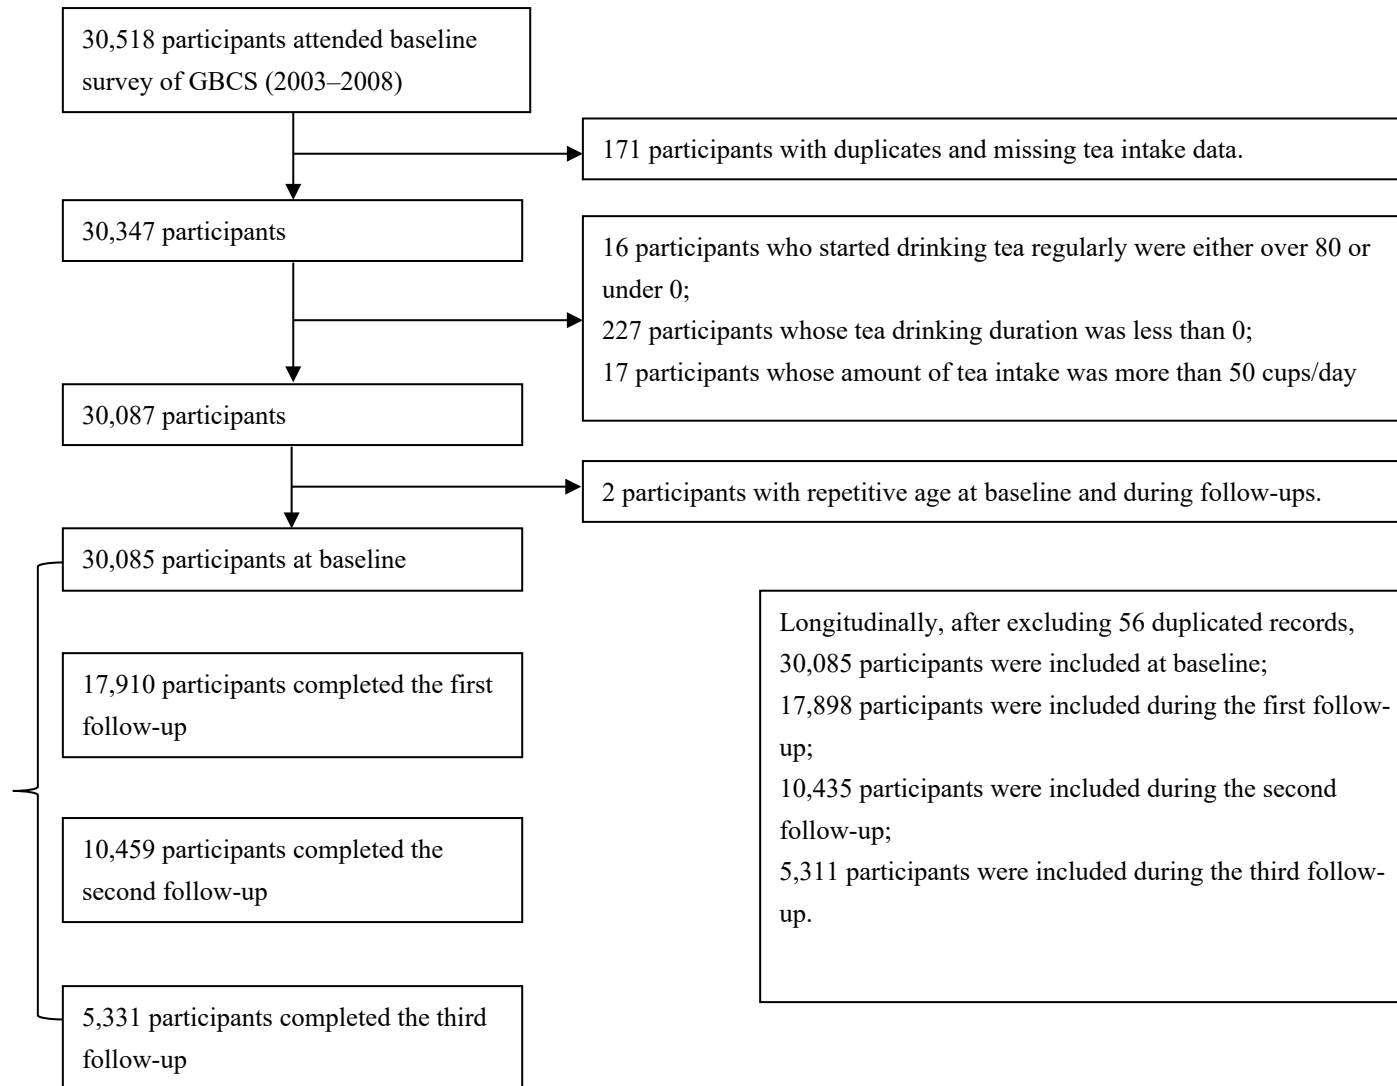 30,518 participants attended baseline
survey of GBCS (2003–2008)
171 participants with duplicates and missing tea intake data.
30,347 participants
16 participants who started drinking tea regularly were either over 80 or
under 0;
227 participants whose tea drinking duration was less than 0;
17 participants whose amount of tea intake was more than 50 cups/day
30,087 participants
2 participants with repetitive age at baseline and during follow-ups.
30,085 participants at baseline
17,910 participants completed the first
follow-up
10,459 participants completed the
second follow-up
5,331 participants completed the third
follow-up
Longitudinally, after excluding 56 duplicated records,
30,085 participants were included at baseline;
17,898 participants were included during the first follow-
up;
10,435 participants were included during the second
follow-up;
5,311 participants were included during the third follow-
up.